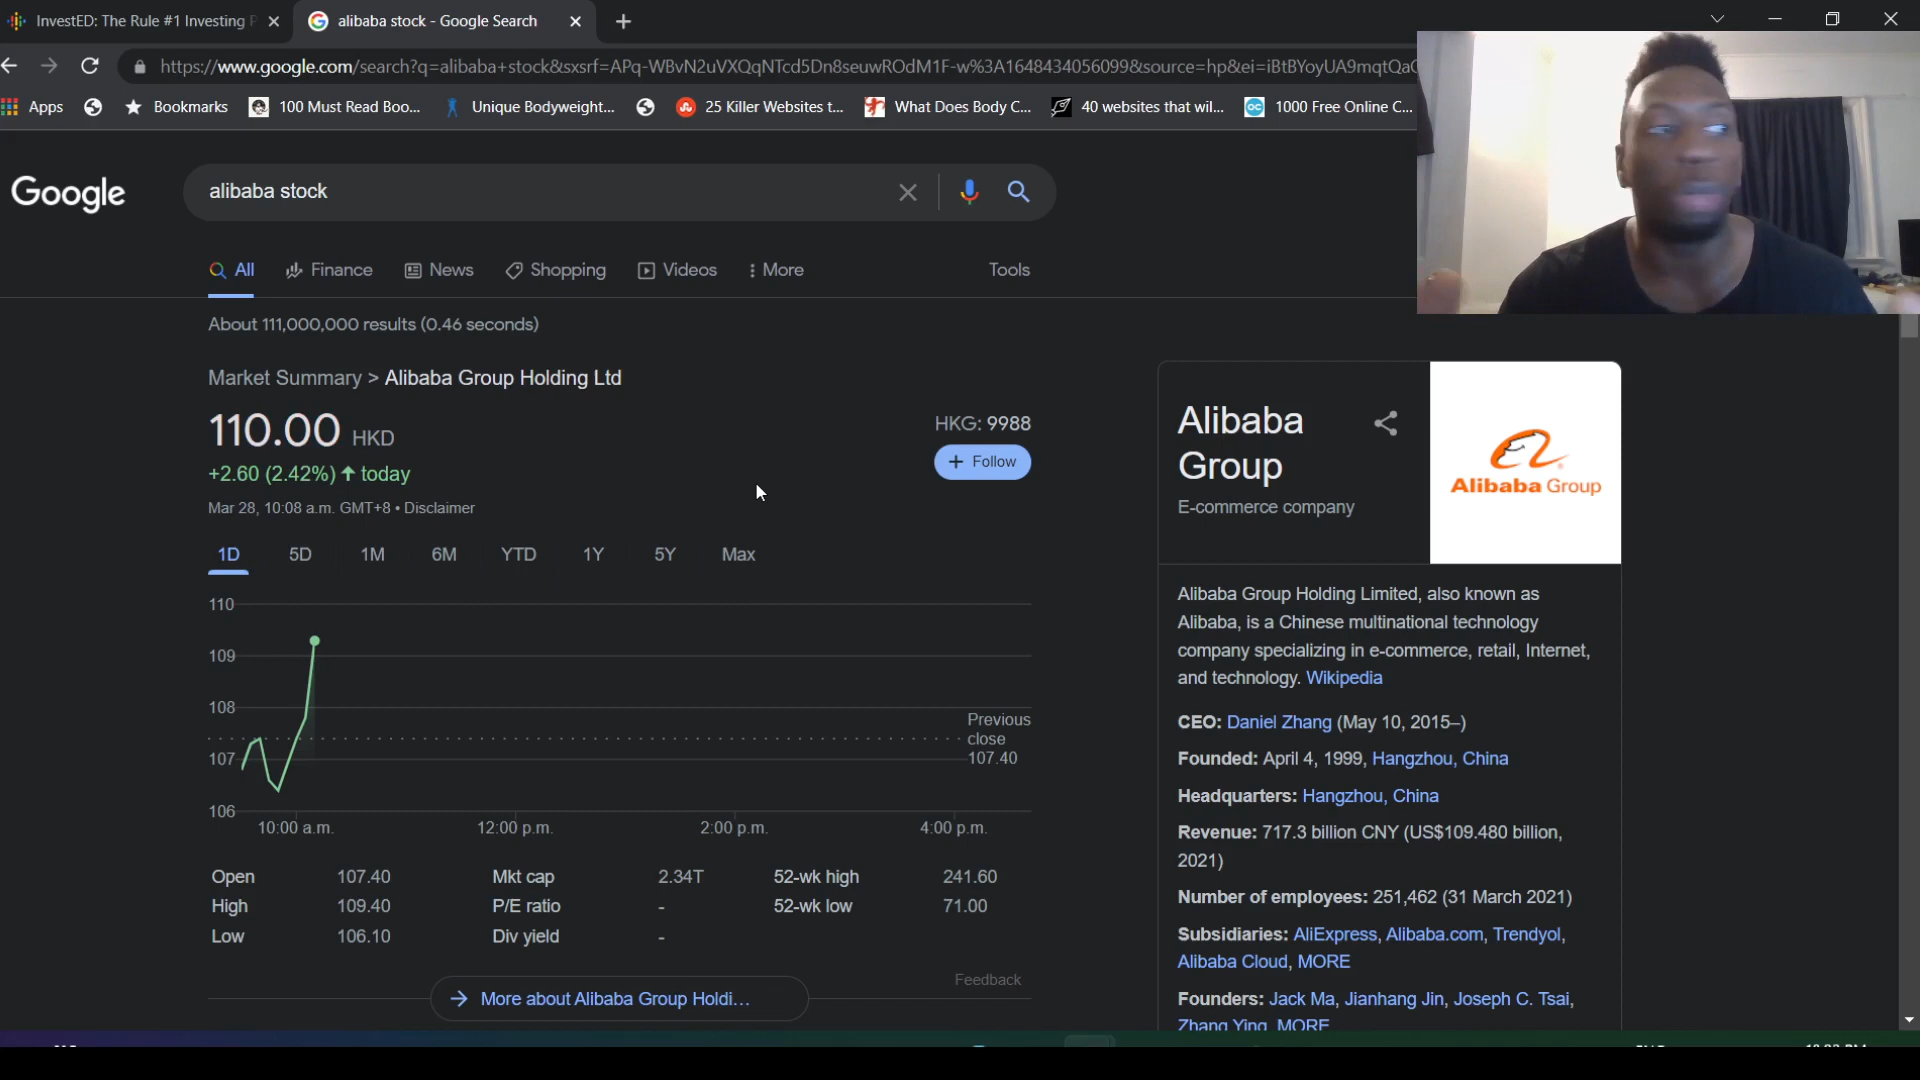 InvestED: The Rule #1 Investing P
alibaba stock - Google Search
https://www.google.com/search?q=alibaba+stock&sxsrf=APq-WBvN2uVXQqNTcd5Dn8seuwROdM1F-w%3A1648434056099&source=hp&ei=iBtBYoyUA9mqtQaC
Apps
Bookmarks
100 Must Read Boo...
Unique Bodyweight...
25 Killer Websites t...
What Does Body C...
40 websites that wil...
1000 Free Online C...
Google
alibaba stock
All
Finance
News
Shopping
Videos
More
Tools
About 111,000,000 results (0.46 seconds)
Market Summary > Alibaba Group Holding Ltd
110.00 HKD
HKG: 9988
+ Follow
+2.60 (2.42%) ↑ today
Mar 28, 10:08 a.m. GMT+8 • Disclaimer
1D 5D 1M 6M YTD 1Y 5Y Max
110
109
108
107
106
Previous
close
107.40
10:00 a.m. 12:00 p.m. 2:00 p.m. 4:00 p.m.
Open 107.40 Mkt cap 2.34T 52-wk high 241.60
High 109.40 P/E ratio - 52-wk low 71.00
Low 106.10 Div yield -
Feedback
More about Alibaba Group Holdi...
Alibaba
Group
E-commerce company
Alibaba Group
Alibaba Group Holding Limited, also known as
Alibaba, is a Chinese multinational technology
company specializing in e-commerce, retail, Internet,
and technology. Wikipedia
CEO: Daniel Zhang (May 10, 2015–)
Founded: April 4, 1999, Hangzhou, China
Headquarters: Hangzhou, China
Revenue: 717.3 billion CNY (US$109.480 billion,
2021)
Number of employees: 251,462 (31 March 2021)
Subsidiaries: AliExpress, Alibaba.com, Trendyol,
Alibaba Cloud, MORE
Founders: Jack Ma, Jianhang Jin, Joseph C. Tsai,
Zhang Ying, MORE